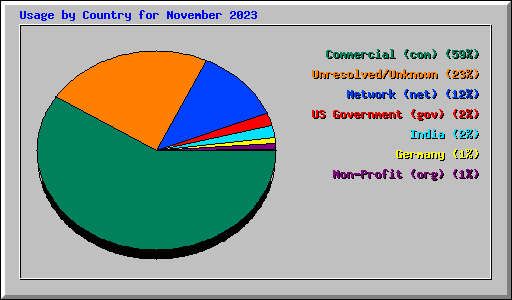 Usage by Country for November 2023
Commercial (com) (59%)
Unresolved/Unknown (23%)
Network (net) (12%)
US Government (gov) (2%)
India (2%)
Germany (1%)
Non-Profit (org) (1%)